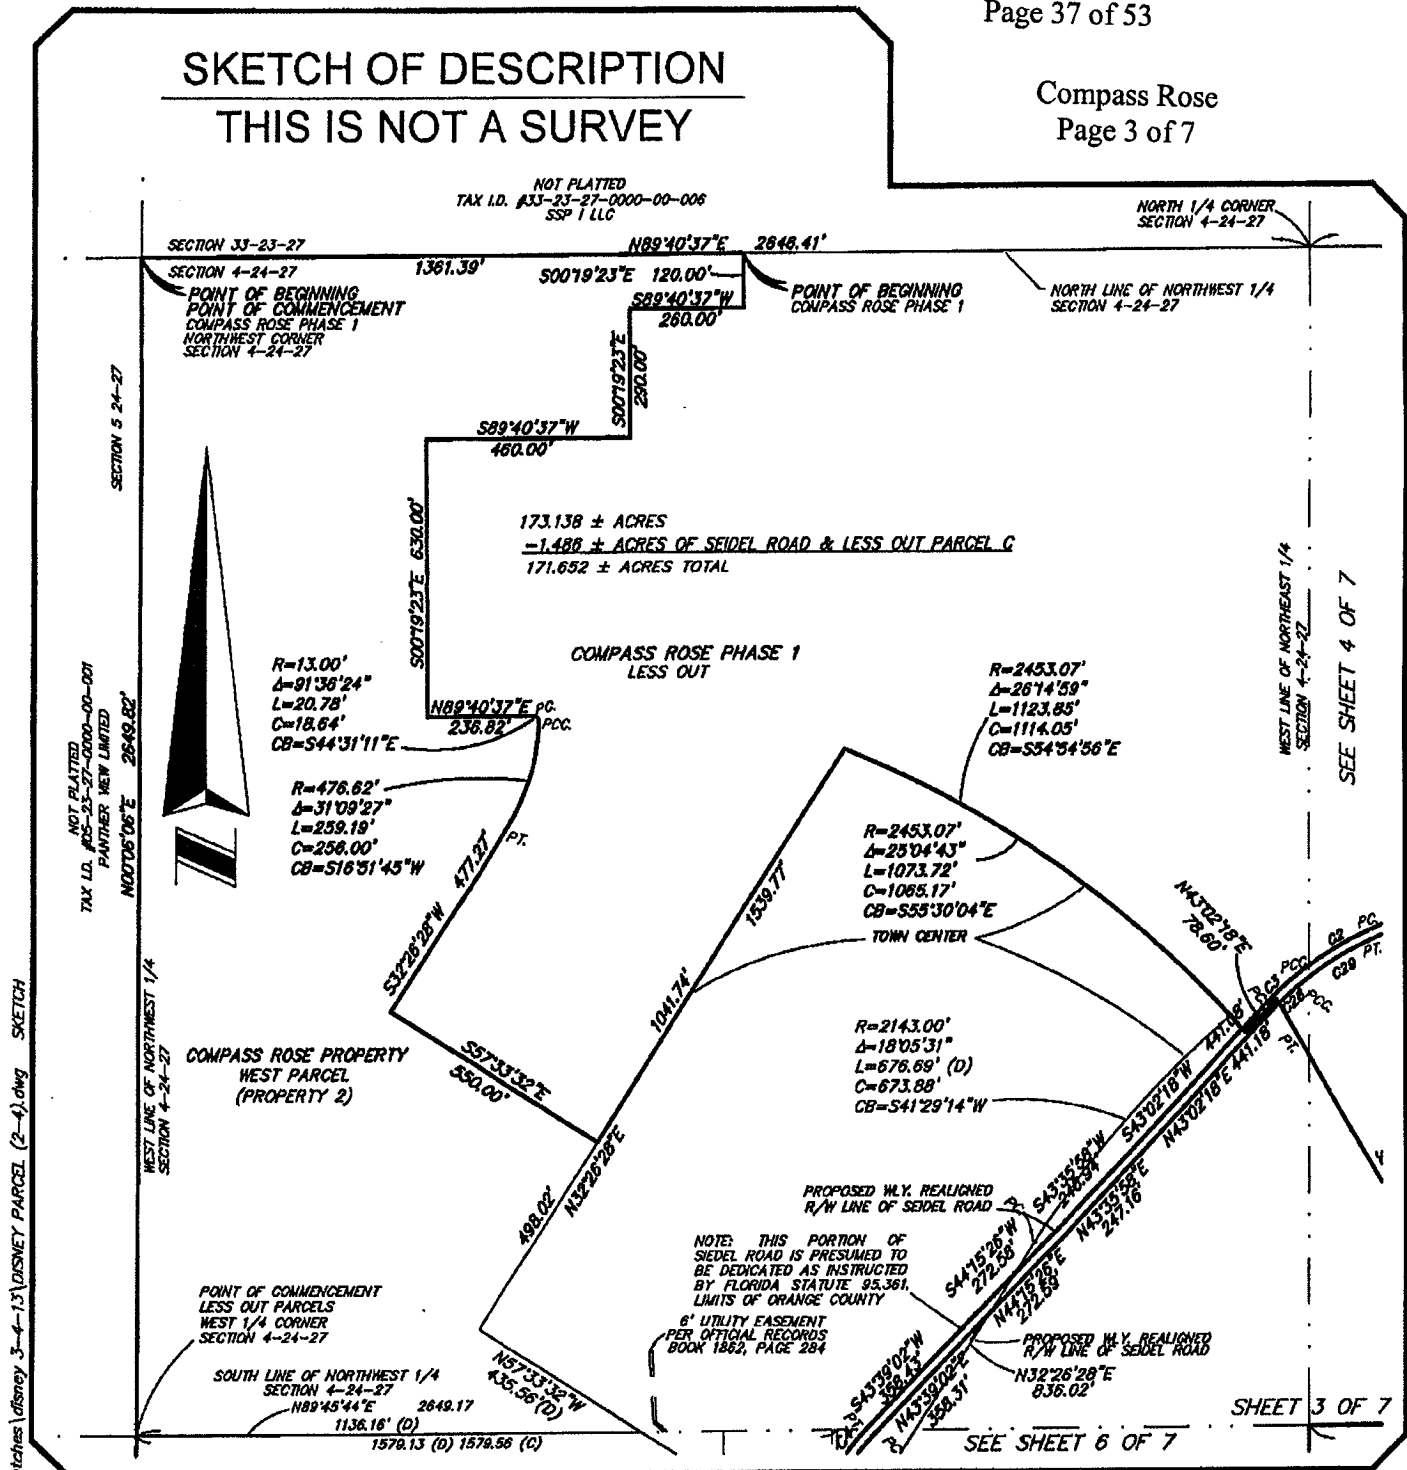 Page 37 of 53
Compass Rose
Page 3 of 7
SKETCH OF DESCRIPTION
THIS IS NOT A SURVEY
NOT PLATTED
TAX I.D. #33-23-27-0000-00-006
SSP I LLC
NORTH 1/4 CORNER
SECTION 4-24-27
SECTION 33-23-27
N89°40'37"E 2648.41'
SECTION 4-24-27
1361.39'
S00°19'23"E 120.00'
POINT OF BEGINNING
POINT OF COMMENCEMENT
COMPASS ROSE PHASE 1
NORTHWEST CORNER
SECTION 4-24-27
S89°40'37"W
260.00'
POINT OF BEGINNING
COMPASS ROSE PHASE 1
NORTH LINE OF NORTHWEST 1/4
SECTION 4-24-27
S00°19'23"E
290.00'
SECTION 5 24-27
S89°40'37"W
460.00'
S00°19'23"E 630.00'
173.138 ± ACRES
-1.486 ± ACRES OF SEIDEL ROAD & LESS OUT PARCEL C
171.652 ± ACRES TOTAL
WEST LINE OF NORTHEAST 1/4
SECTION 4-24-27
SEE SHEET 4 OF 7
COMPASS ROSE PHASE 1
LESS OUT
R=13.00'
Δ=91°36'24"
L=20.78'
C=18.64'
CB=S44°31'11"E
N89°40'37"E
236.82'
PC.
PCC.
R=2453.07'
Δ=26°14'59"
L=1123.85'
C=1114.05'
CB=S54°54'56"E
NOT PLATTED
TAX I.D. #05-23-27-0000-00-001
PANTHER VIEW LIMITED
N00°06'06"E 2649.82'
R=476.62'
Δ=31°09'27"
L=259.19'
C=256.00'
CB=S16°51'45"W
PT.
S32°26'28"W 477.27'
1539.77'
R=2453.07'
Δ=25°04'43"
L=1073.72'
C=1065.17'
CB=S55°30'04"E
TOWN CENTER
N43°02'18"E
78.60'
C2 PC.
C29 PT.
PCC.
C3
C28
PCC.
PT.
1041.74'
WEST LINE OF NORTHWEST 1/4
SECTION 4-24-27
COMPASS ROSE PROPERTY
WEST PARCEL
(PROPERTY 2)
S57°33'32"E
550.00'
R=2143.00'
Δ=18°05'31"
L=676.69' (D)
C=673.88'
CB=S41°29'14"W
S43°02'18"W 441.08'
N43°02'18"E 441.18'
498.02'
N32°26'28"E
S43°35'58"W
246.94'
N43°35'58"E
247.16'
PROPOSED W.LY. REALIGNED
R/W LINE OF SEIDEL ROAD
PC.
NOTE: THIS PORTION OF
SIEDEL ROAD IS PRESUMED TO
BE DEDICATED AS INSTRUCTED
BY FLORIDA STATUTE 95.361,
LIMITS OF ORANGE COUNTY
S44°15'26"W
272.58'
N44°15'26"E
272.59'
6' UTILITY EASEMENT
PER OFFICIAL RECORDS
BOOK 1862, PAGE 284
PROPOSED W.LY. REALIGNED
R/W LINE OF SEIDEL ROAD
N32°26'28"E
836.02'
S43°39'02"W
358.43'
N43°39'02"E
358.31'
PT.
PC.
POINT OF COMMENCEMENT
LESS OUT PARCELS
WEST 1/4 CORNER
SECTION 4-24-27
N57°33'32"W
435.56'(D)
SOUTH LINE OF NORTHWEST 1/4
SECTION 4-24-27
N89°45'44"E 2649.17
1136.16' (D)
1579.13 (D) 1579.56 (C)
SHEET 3 OF 7
SEE SHEET 6 OF 7
tches\disney 3-4-13\DISNEY PARCEL (2-4).dwg SKETCH